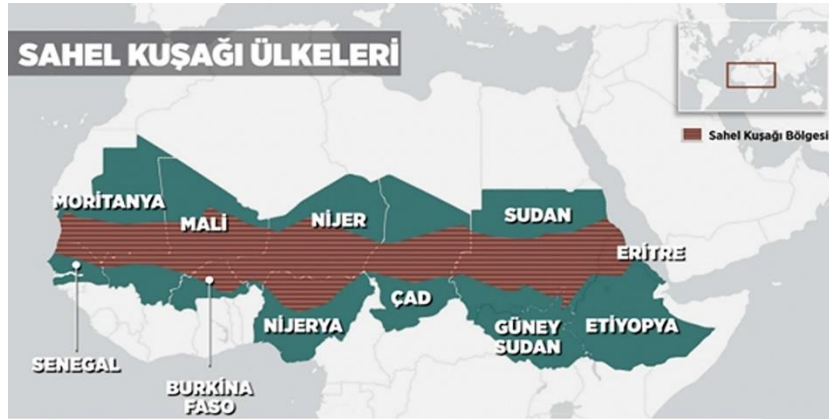 SAHEL KUŞAĞI ÜLKELERİ
Sahel Kuşağı Bölgesi
MORİTANYA
MALİ
NİJER
SUDAN
ERİTRE
ÇAD
NİJERYA
GÜNEY
SUDAN
ETİYOPYA
SENEGAL
BURKİNA
FASO